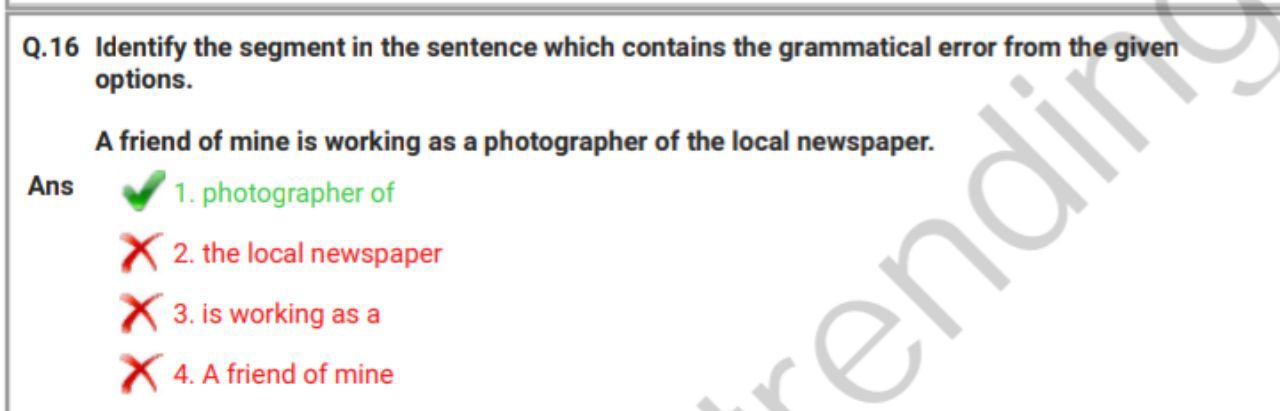 Q.16 Identify the segment in the sentence which contains the grammatical error from the given
options.
A friend of mine is working as a photographer of the local newspaper.
Ans 1. photographer of
2. the local newspaper
3. is working as a
4. A friend of mine
trending